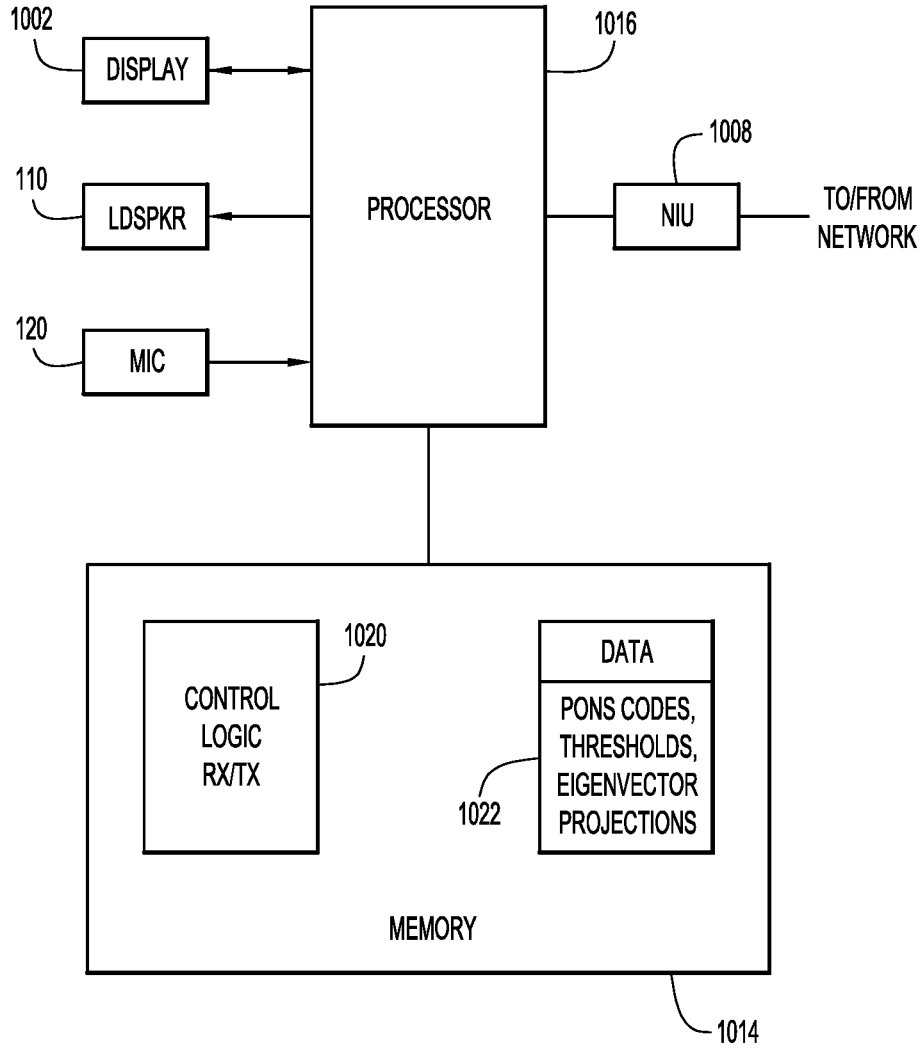 1002
DISPLAY
1016
PROCESSOR
1008
NIU
TO/FROM
NETWORK
110
LDSPKR
120
MIC
1020
CONTROL
LOGIC
RX/TX
DATA
PONS CODES,
THRESHOLDS,
EIGENVECTOR
PROJECTIONS
1022
MEMORY
1014